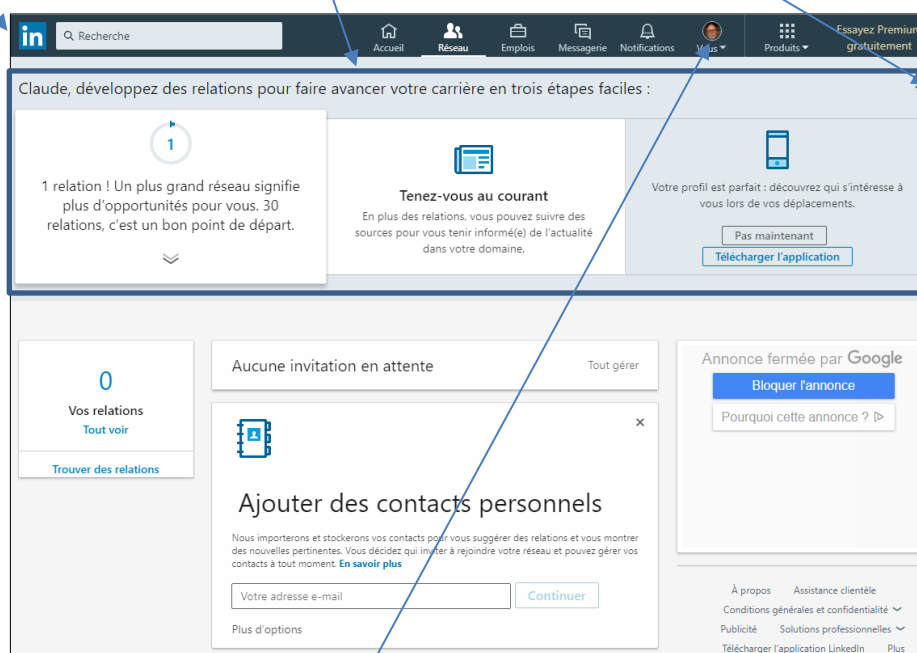 in
Recherche
Accueil
Réseau
Emplois
Messagerie
Notifications
Vous
Produits
Essayez Premium
gratuitement
Claude, développez des relations pour faire avancer votre carrière en trois étapes faciles :
1
1 relation ! Un plus grand réseau signifie
plus d'opportunités pour vous. 30
relations, c'est un bon point de départ.
Tenez-vous au courant
En plus des relations, vous pouvez suivre des
sources pour vous tenir informé(e) de l'actualité
dans votre domaine.
Votre profil est parfait : découvrez qui s'intéresse à
vous lors de vos déplacements.
Pas maintenant
Télécharger l'application
0
Vos relations
Tout voir
Trouver des relations
Aucune invitation en attente
Tout gérer
Ajouter des contacts personnels
Nous importerons et stockerons vos contacts pour vous suggérer des relations et vous montrer
des nouvelles pertinentes. Vous décidez qui inviter à rejoindre votre réseau et pouvez gérer vos
contacts à tout moment. En savoir plus
Votre adresse e-mail
Continuer
Plus d'options
Annonce fermée par Google
Bloquer l'annonce
Pourquoi cette annonce ?
À propos Assistance clientèle
Conditions générales et confidentialité
Publicité Solutions professionnelles
Télécharger l'application LinkedIn Plus